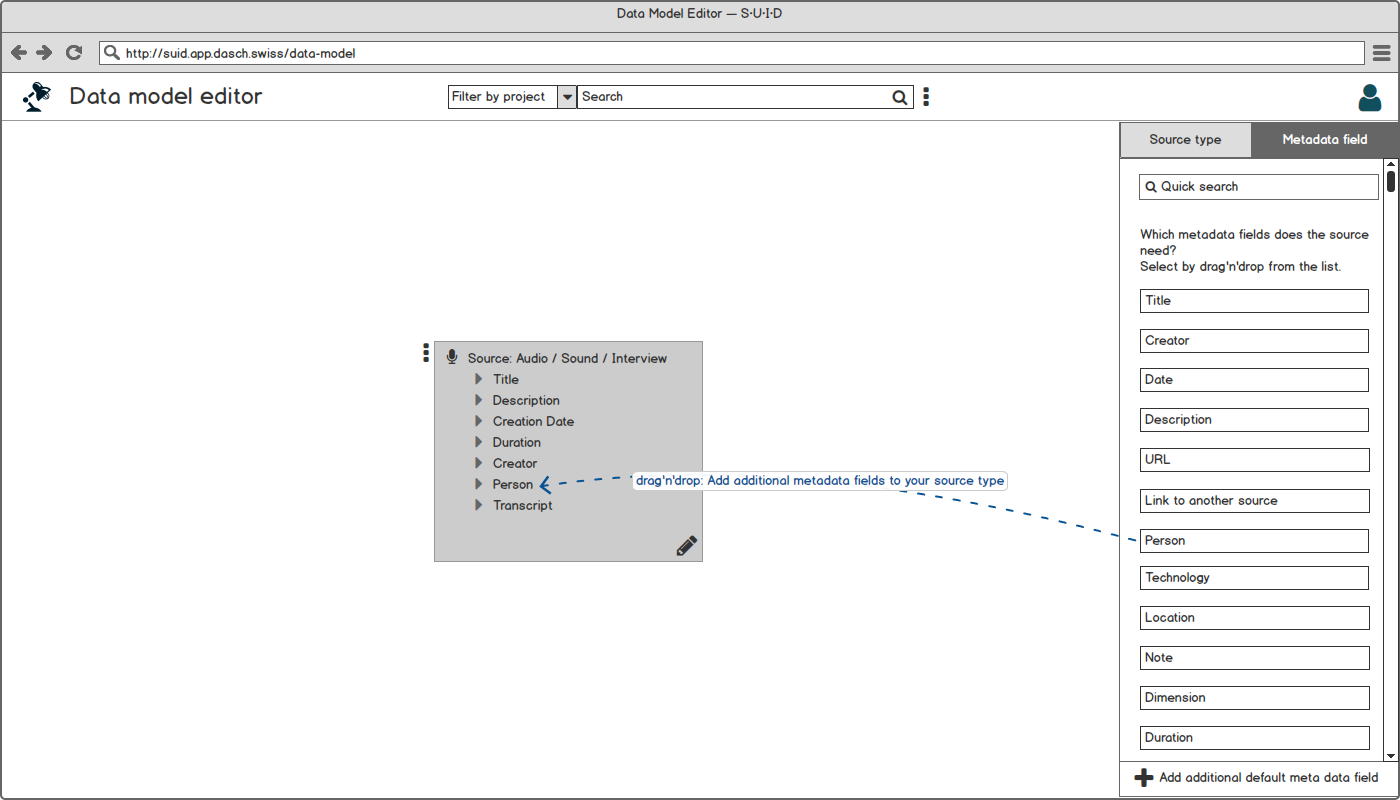 Data Model Editor — S·U·I·D
http://suid.app.dasch.swiss/data-model
Data model editor
Filter by project
Search
Source type
Metadata field
Quick search
Which metadata fields does the source
need?
Select by drag'n'drop from the list.
Title
Creator
Date
Description
URL
Link to another source
Person
Technology
Location
Note
Dimension
Duration
Add additional default meta data field
Source: Audio / Sound / Interview
Title
Description
Creation Date
Duration
Creator
Person
Transcript
drag'n'drop: Add additional metadata fields to your source type